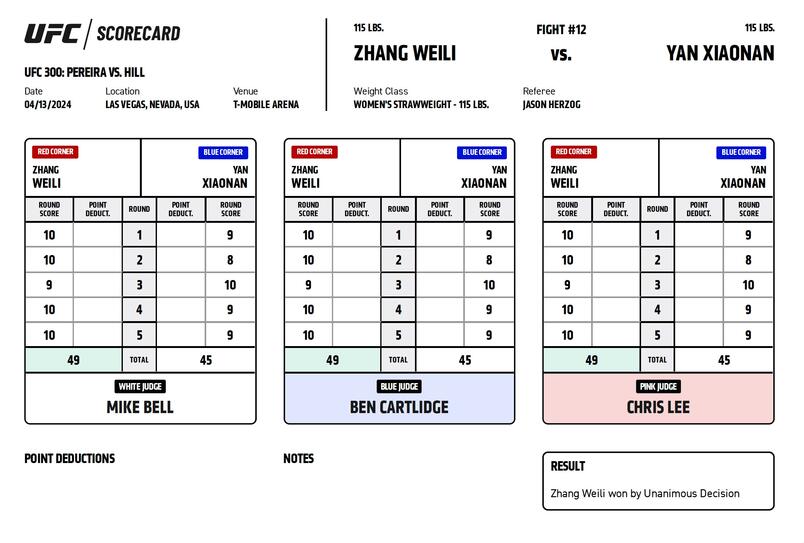 UFC / SCORECARD
UFC 300: PEREIRA VS. HILL
Date Location Venue
04/13/2024 LAS VEGAS, NEVADA, USA T-MOBILE ARENA
115 LBS. FIGHT #12 115 LBS.
ZHANG WEILI VS. YAN XIAONAN
Weight Class Referee
WOMEN'S STRAWWEIGHT - 115 LBS. JASON HERZOG
RED CORNER BLUE CORNER
ZHANG YAN
WEILI XIAONAN
ROUND SCORE POINT DEDUCT. ROUND POINT DEDUCT. ROUND SCORE
10 1 9
10 2 8
9 3 10
10 4 9
10 5 9
49 TOTAL 45
WHITE JUDGE
MIKE BELL
RED CORNER BLUE CORNER
ZHANG YAN
WEILI XIAONAN
ROUND SCORE POINT DEDUCT. ROUND POINT DEDUCT. ROUND SCORE
10 1 9
10 2 8
9 3 10
10 4 9
10 5 9
49 TOTAL 45
BLUE JUDGE
BEN CARTLIDGE
RED CORNER BLUE CORNER
ZHANG YAN
WEILI XIAONAN
ROUND SCORE POINT DEDUCT. ROUND POINT DEDUCT. ROUND SCORE
10 1 9
10 2 8
9 3 10
10 4 9
10 5 9
49 TOTAL 45
PINK JUDGE
CHRIS LEE
POINT DEDUCTIONS
NOTES
RESULT
Zhang Weili won by Unanimous Decision